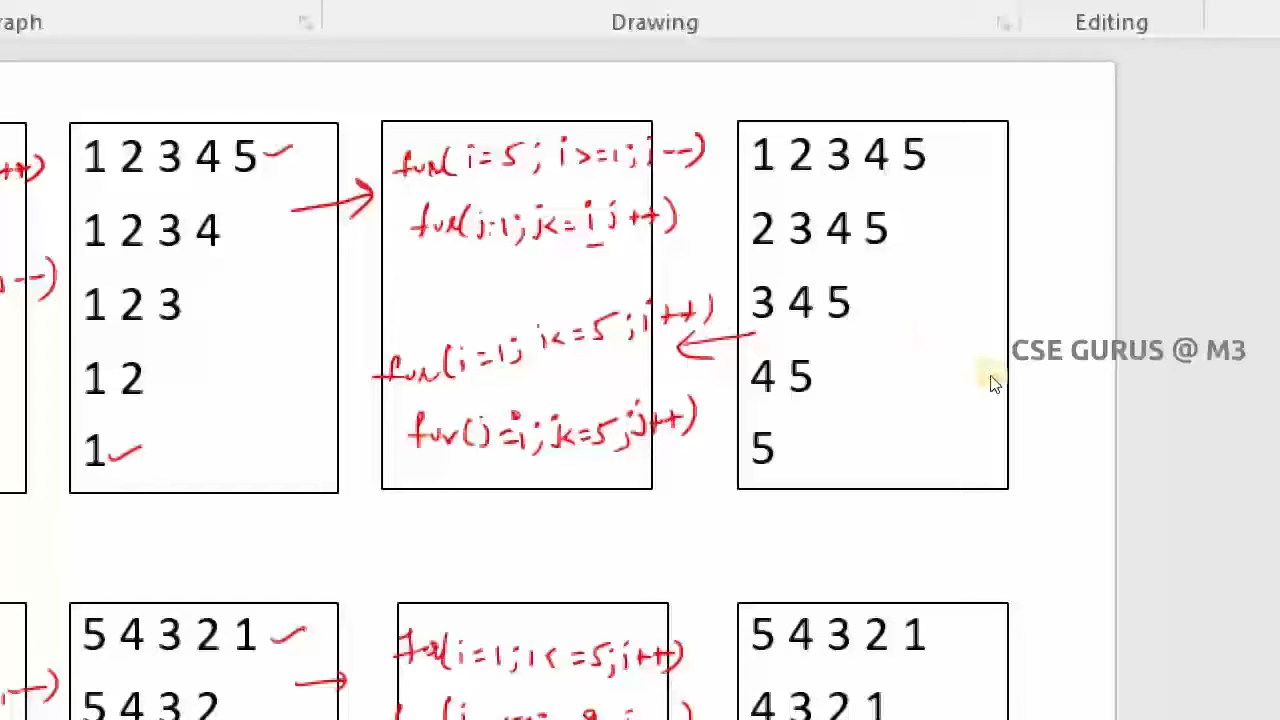 raph Drawing Editing
++)
--)
1 2 3 4 5
1 2 3 4
1 2 3
1 2
1
for(i=5; i>=1; i--)
for(j=1; j<=i j++)
for(i=1; i<=5; i++)
for(j=i; j<=5; j++)
1 2 3 4 5
2 3 4 5
3 4 5
4 5
5
CSE GURUS @ M3
--)
5 4 3 2 1
5 4 3 2
for(i=1; i<=5; i++)
5 4 3 2 1
4 3 2 1